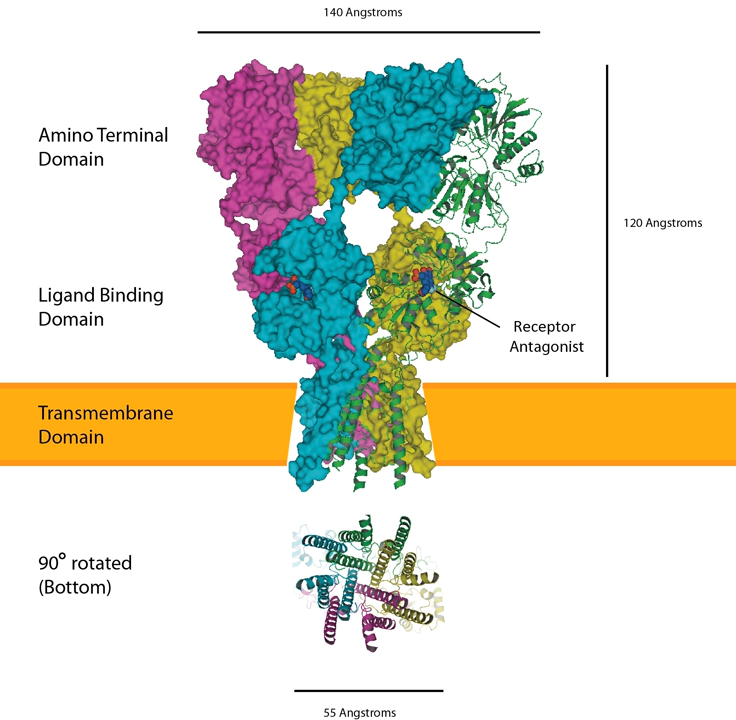 140 Angstroms
Amino Terminal
Domain
120 Angstroms
Ligand Binding
Domain
Receptor
Antagonist
Transmembrane
Domain
90° rotated
(Bottom)
55 Angstroms